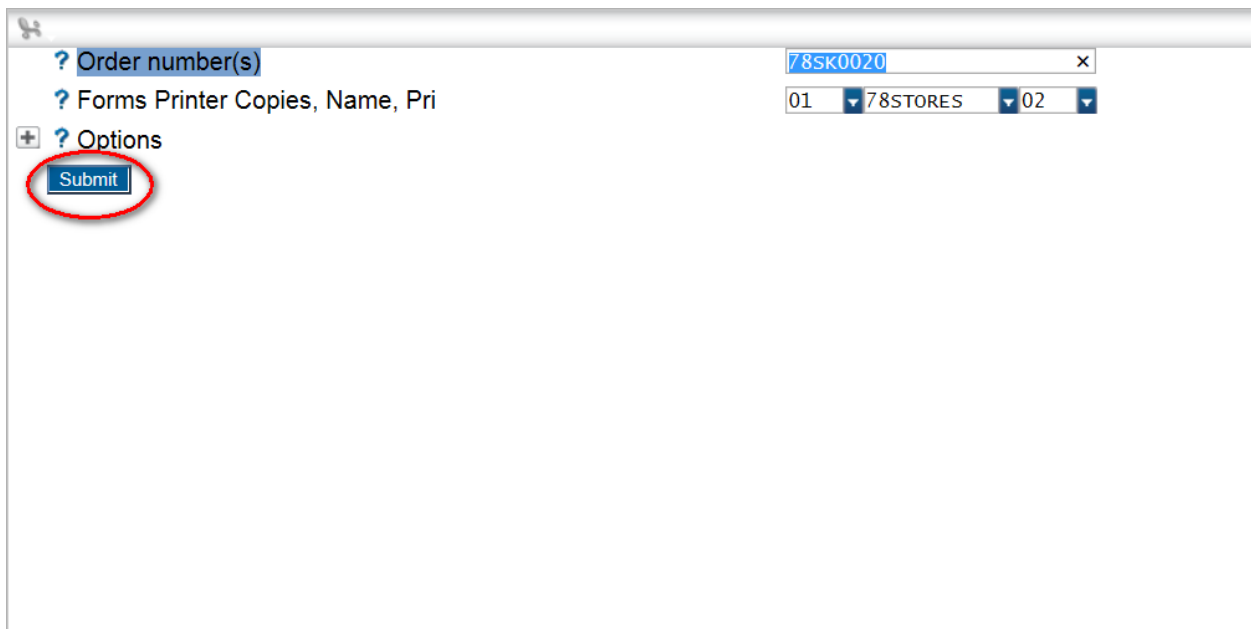 ? Order number(s) 78SK0020 ×
? Forms Printer Copies, Name, Pri 01 78STORES 02
+ ? Options
Submit